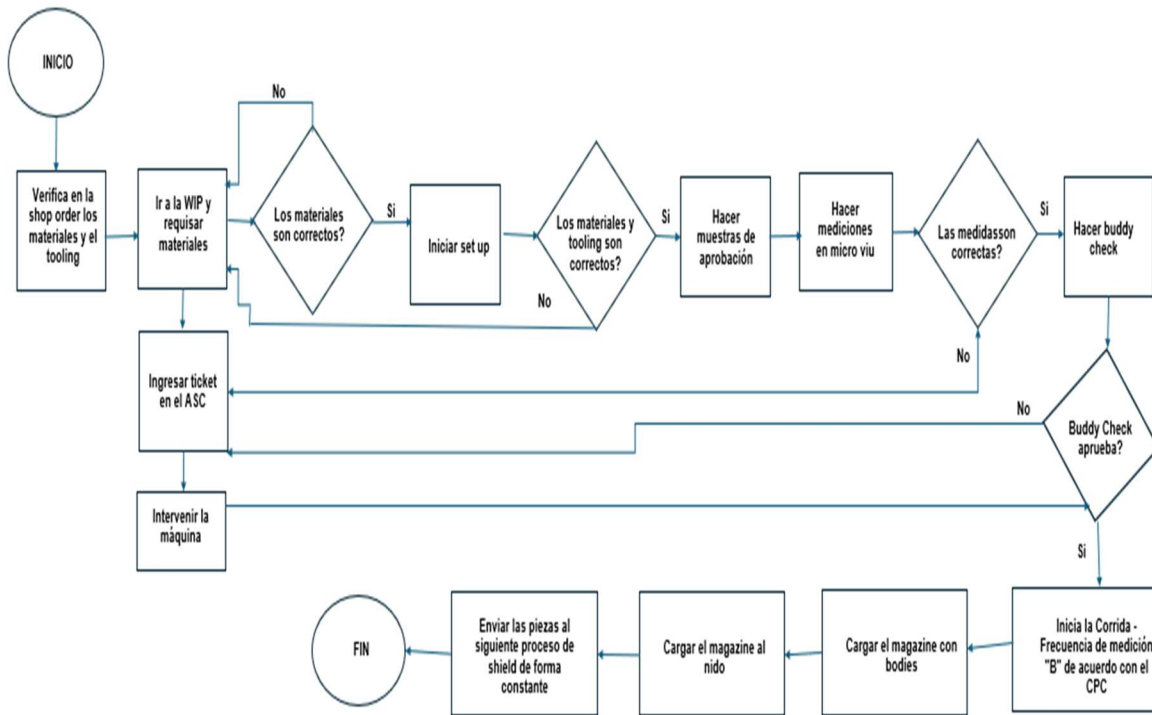 INICIO
Verifica en la
shop order los
materiales y el
tooling
Ir a la WIP y
requisar
materiales
No
Los materiales
son correctos?
Si
Iniciar set up
Los materiales y
tooling son
correctos?
No
Si
Hacer
muestras de
aprobación
Hacer
mediciones
en micro viu
Las medidasson
correctas?
Si
No
Hacer buddy
check
Ingresar ticket
en el ASC
No
Buddy Check
aprueba?
Intervenir la
máquina
Si
Inicia la Corrida -
Frecuencia de medición
"B" de acuerdo con el
CPC
Cargar el magazine con
bodies
Cargar el magazine al
nido
Enviar las piezas al
siguiente proceso de
shield de forma
constante
FIN